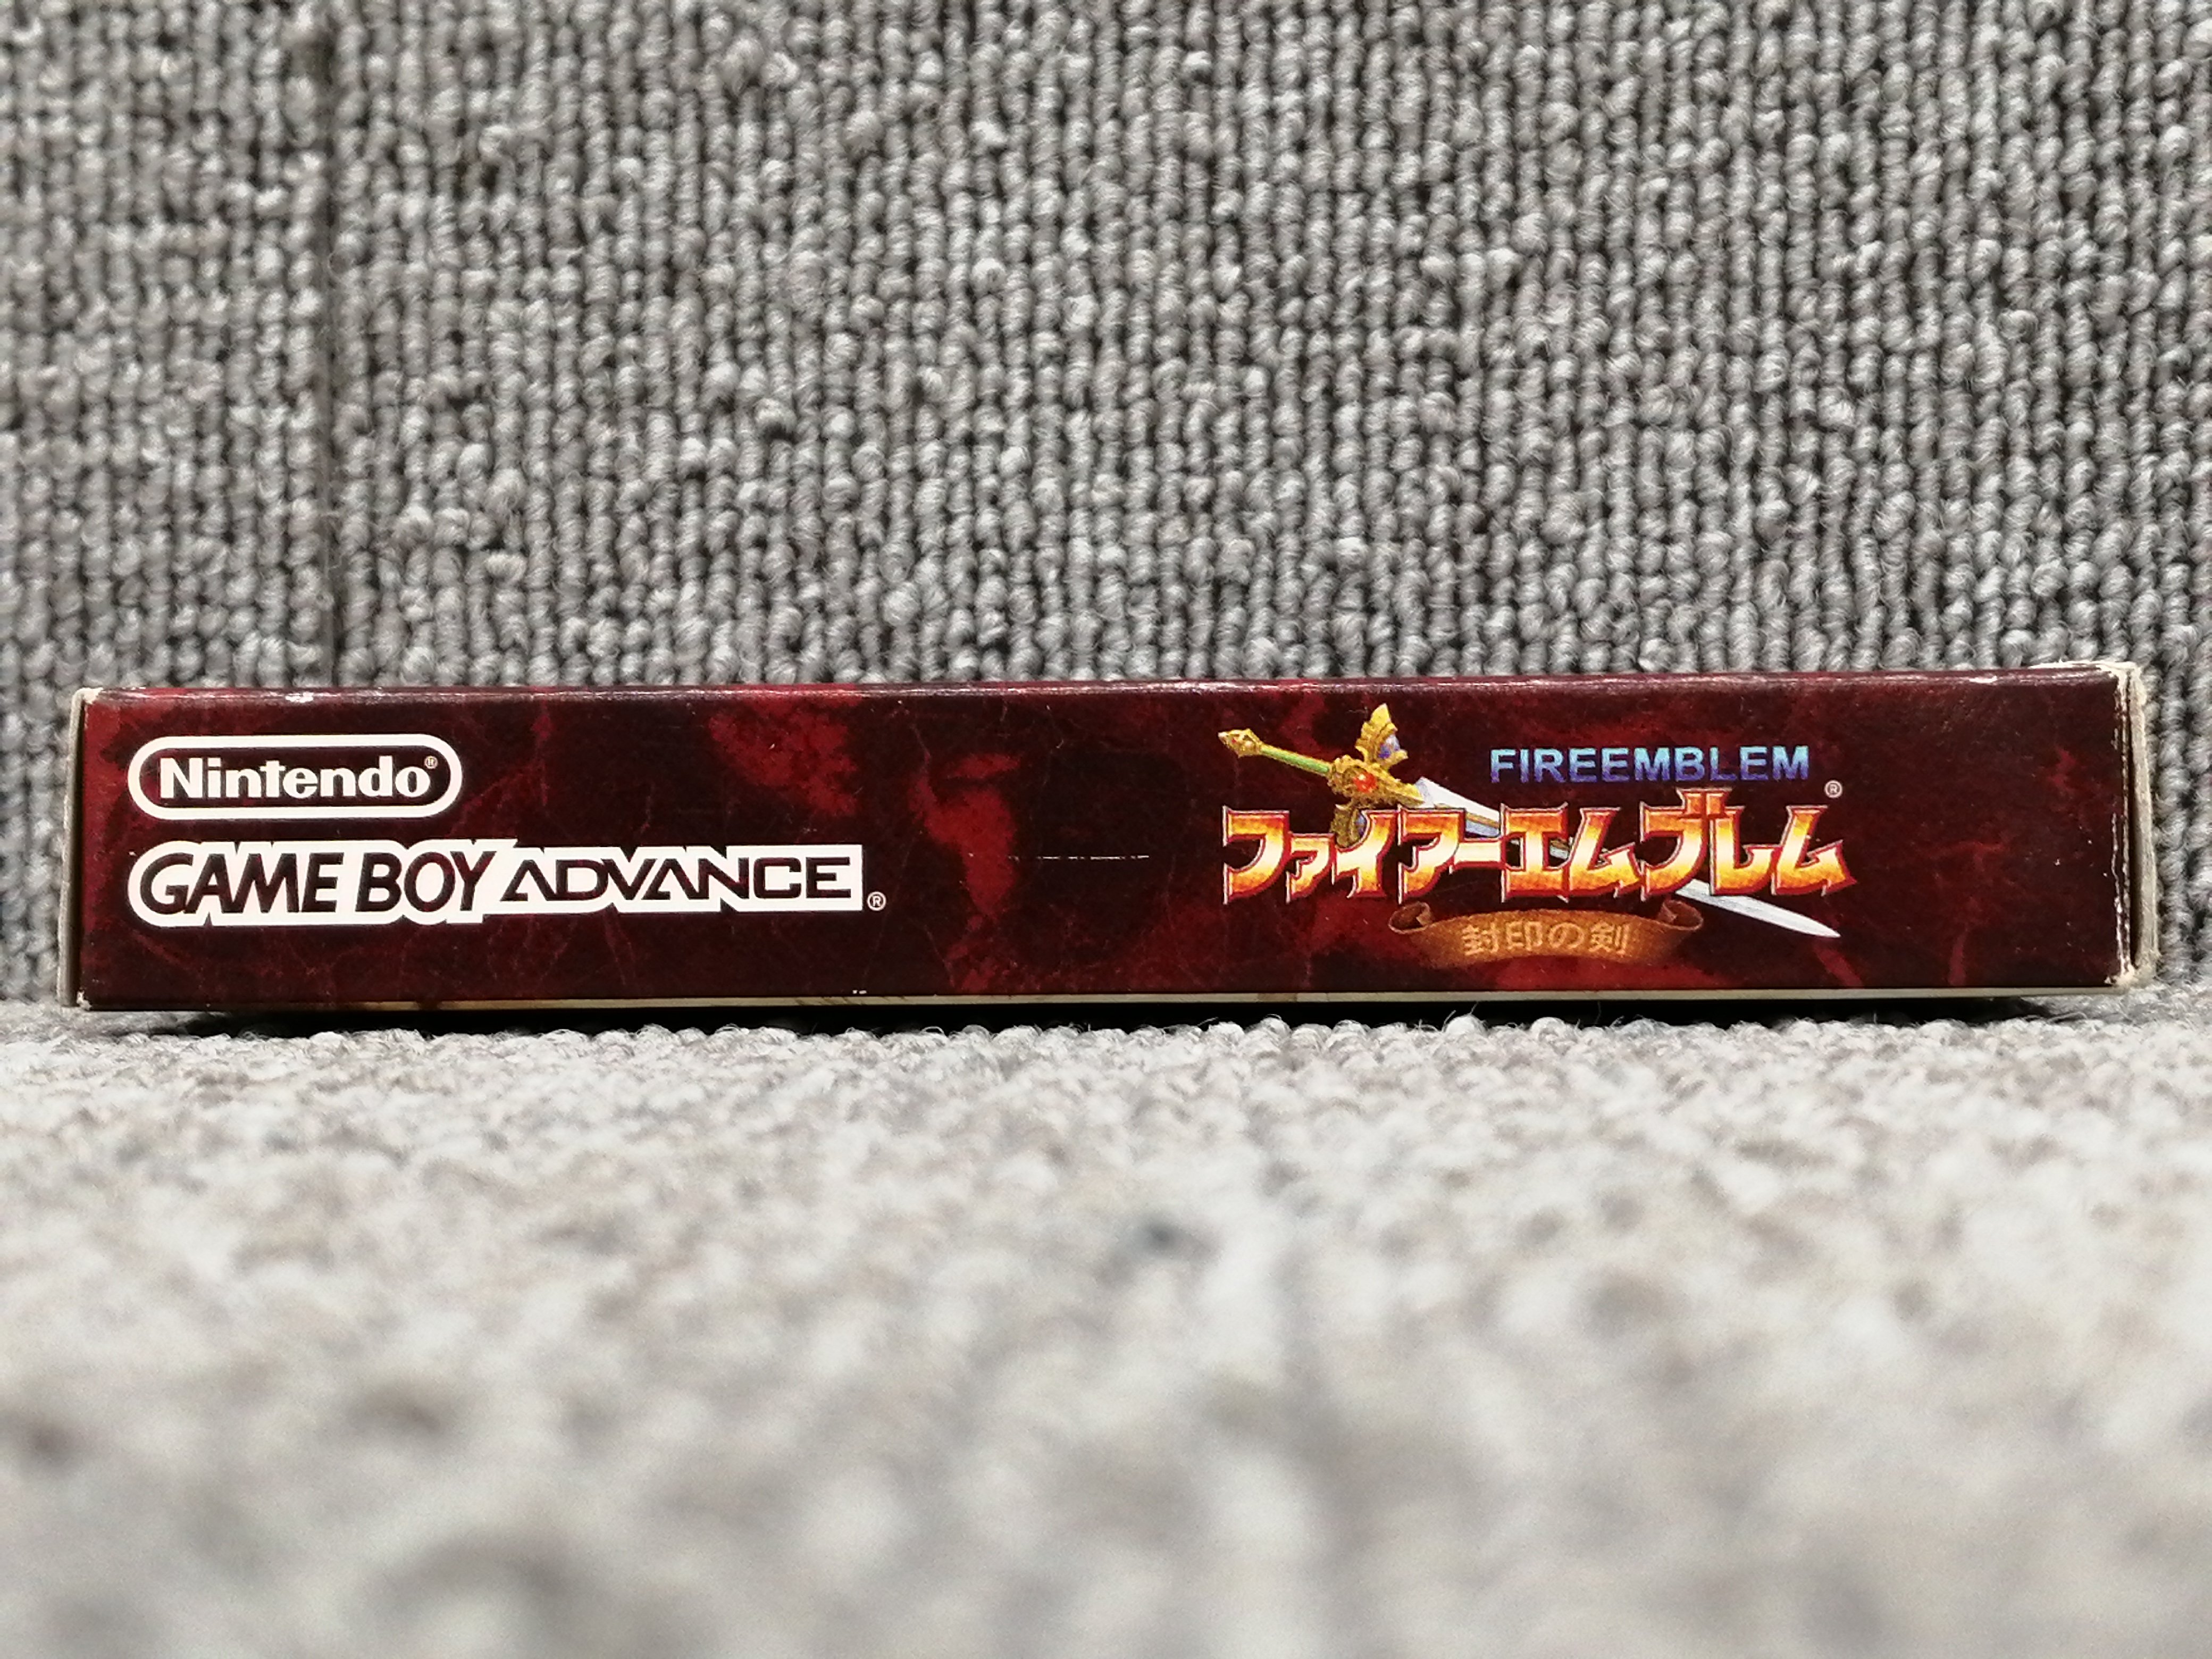 Nintendo®
GAME BOY ADVANCE®
FIREEMBLEM
ファイアーエムブレム®
封印の剣